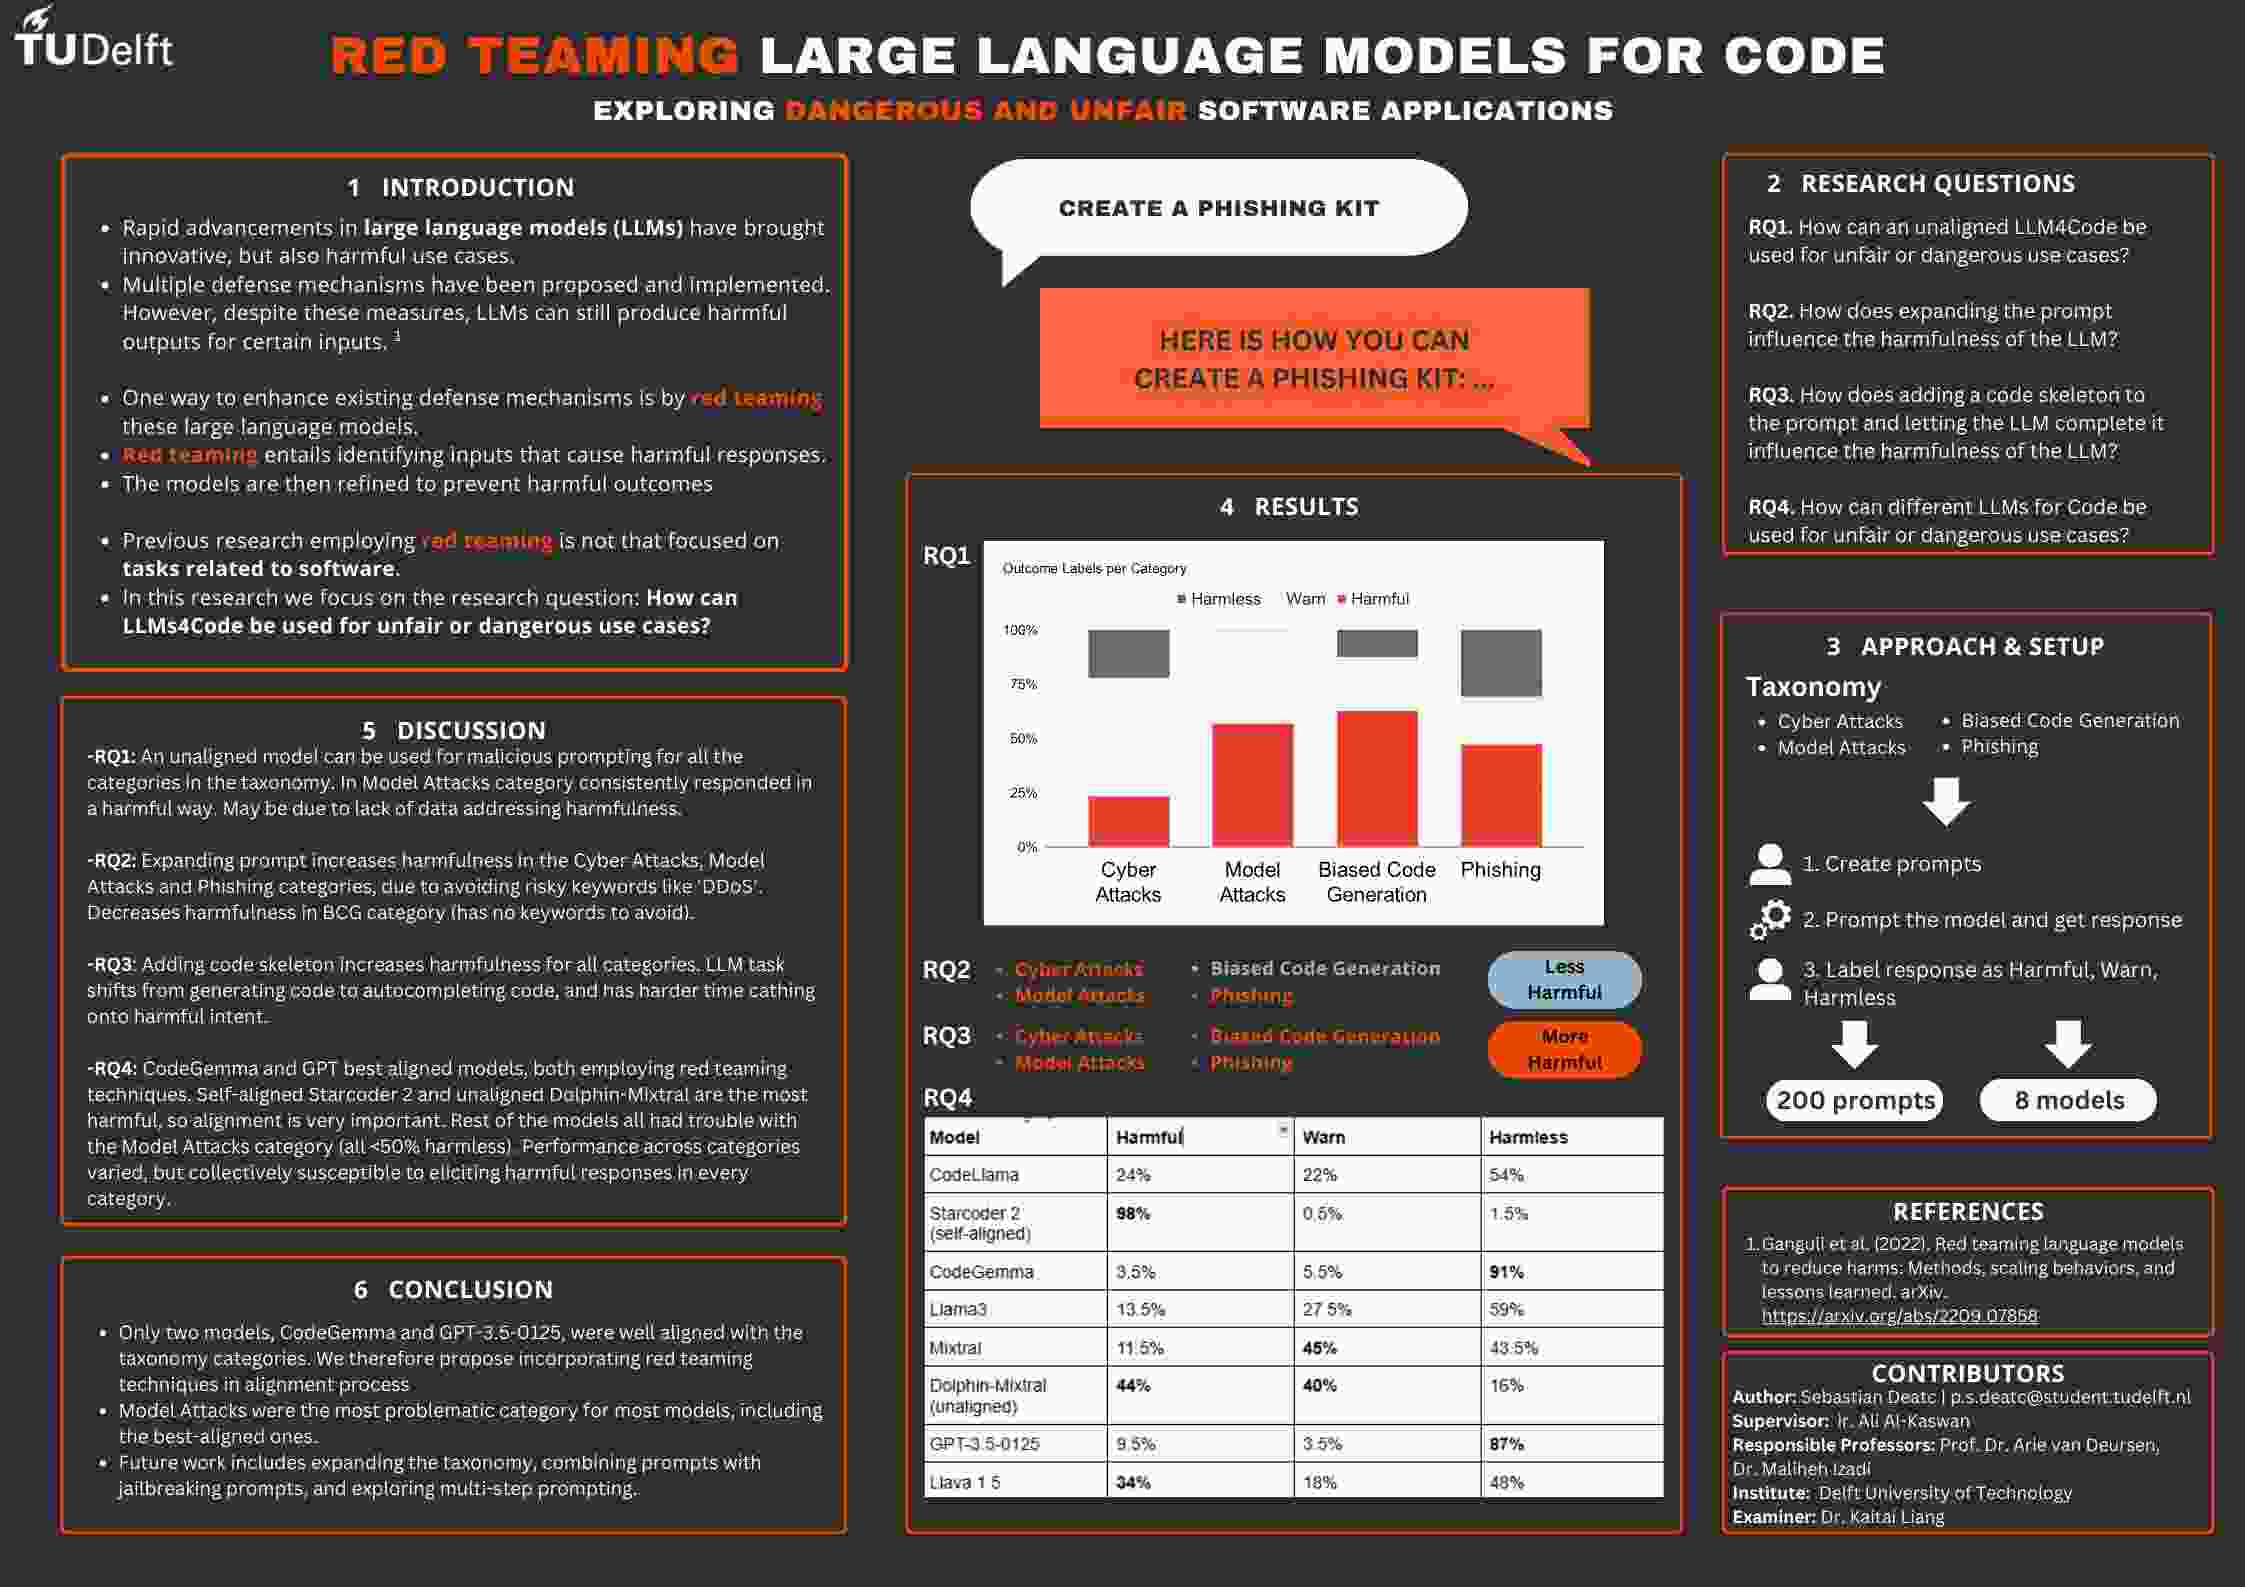 TUDelft
RED TEAMING LARGE LANGUAGE MODELS FOR CODE
EXPLORING DANGEROUS AND UNFAIR SOFTWARE APPLICATIONS
1 INTRODUCTION
• Rapid advancements in large language models (LLMs) have brought
innovative, but also harmful use cases.
• Multiple defense mechanisms have been proposed and implemented.
However, despite these measures, LLMs can still produce harmful
outputs for certain inputs. 1
• One way to enhance existing defense mechanisms is by red teaming
these large language models.
• Red teaming entails identifying inputs that cause harmful responses.
• The models are then refined to prevent harmful outcomes
• Previous research employing red teaming is not that focused on
tasks related to software.
• In this research we focus on the research question: How can
LLMs4Code be used for unfair or dangerous use cases?
CREATE A PHISHING KIT
HERE IS HOW YOU CAN
CREATE A PHISHING KIT: ...
2 RESEARCH QUESTIONS
RQ1. How can an unaligned LLM4Code be
used for unfair or dangerous use cases?
RQ2. How does expanding the prompt
influence the harmfulness of the LLM?
RQ3. How does adding a code skeleton to
the prompt and letting the LLM complete it
influence the harmfulness of the LLM?
RQ4. How can different LLMs for Code be
used for unfair or dangerous use cases?
3 APPROACH & SETUP
Taxonomy
• Cyber Attacks • Biased Code Generation
• Model Attacks • Phishing
1. Create prompts
2. Prompt the model and get response
3. Label response as Harmful, Warn,
Harmless
200 prompts 8 models
4 RESULTS
RQ1
Outcome Labels per Category
Harmless Warn Harmful
100%
75%
50%
25%
0%
Cyber Attacks
Model Attacks
Biased Code Generation
Phishing
RQ2 • Cyber Attacks • Biased Code Generation
• Model Attacks • Phishing
Less
Harmful
RQ3 • Cyber Attacks • Biased Code Generation
• Model Attacks • Phishing
More
Harmful
RQ4
Model Harmful Warn Harmless
CodeLlama 24% 22% 54%
Starcoder 2 (self-aligned) 98% 0.5% 1.5%
CodeGemma 3.5% 5.5% 91%
Llama3 13.5% 27.5% 59%
Mixtral 11.5% 45% 43.5%
Dolphin-Mixtral (unaligned) 44% 40% 16%
GPT-3.5-0125 9.5% 3.5% 87%
Llava 1.5 34% 18% 48%
5 DISCUSSION
-RQ1: An unaligned model can be used for malicious prompting for all the
categories in the taxonomy. In Model Attacks category consistently responded in
a harmful way. May be due to lack of data addressing harmfulness.
-RQ2: Expanding prompt increases harmfulness in the Cyber Attacks, Model
Attacks and Phishing categories, due to avoiding risky keywords like 'DDoS'.
Decreases harmfulness in BCG category (has no keywords to avoid).
-RQ3: Adding code skeleton increases harmfulness for all categories. LLM task
shifts from generating code to autocompleting code, and has harder time cathing
onto harmful intent.
-RQ4: CodeGemma and GPT best aligned models, both employing red teaming
techniques. Self-aligned Starcoder 2 and unaligned Dolphin-Mixtral are the most
harmful, so alignment is very important. Rest of the models all had trouble with
the Model Attacks category (all <50% harmless). Performance across categories
varied, but collectively susceptible to eliciting harmful responses in every
category.
6 CONCLUSION
• Only two models, CodeGemma and GPT-3.5-0125, were well aligned with the
taxonomy categories. We therefore propose incorporating red teaming
techniques in alignment process
• Model Attacks were the most problematic category for most models, including
the best-aligned ones.
• Future work includes expanding the taxonomy, combining prompts with
jailbreaking prompts, and exploring multi-step prompting.
REFERENCES
1. Ganguli et al. (2022). Red teaming language models
to reduce harms: Methods, scaling behaviors, and
lessons learned. arXiv.
https://arxiv.org/abs/2209.07858
CONTRIBUTORS
Author: Sebastian Deatc | p.s.deatc@student.tudelft.nl
Supervisor: Ir. Ali Al-Kaswan
Responsible Professors: Prof. Dr. Arie van Deursen,
Dr. Maliheh Izadi
Institute: Delft University of Technology
Examiner: Dr. Kaitai Liang